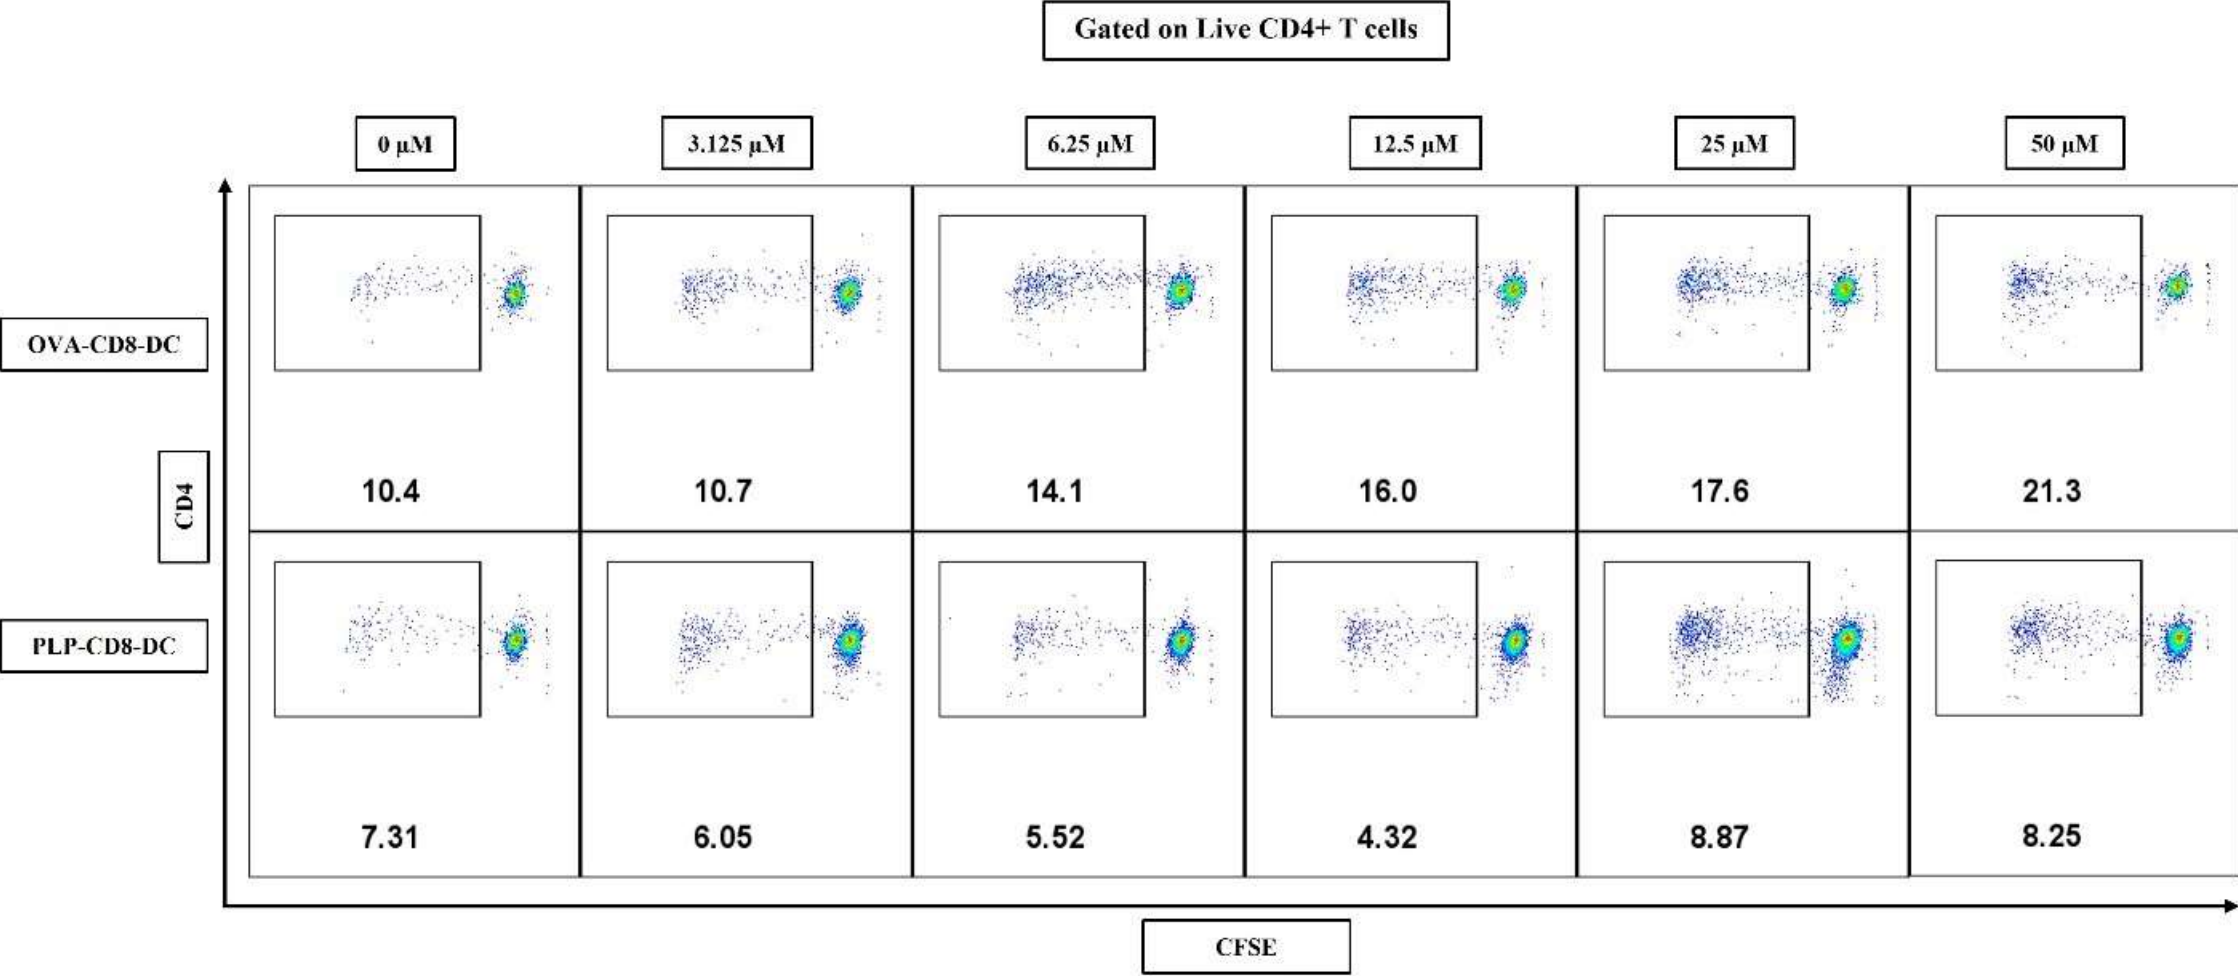 Gated on Live CD4+ T cells
0 µM
3.125 µM
6.25 µM
12.5 µM
25 µM
50 µM
OVA-CD8-DC
10.4
10.7
14.1
16.0
17.6
21.3
CD4
PLP-CD8-DC
7.31
6.05
5.52
4.32
8.87
8.25
CFSE